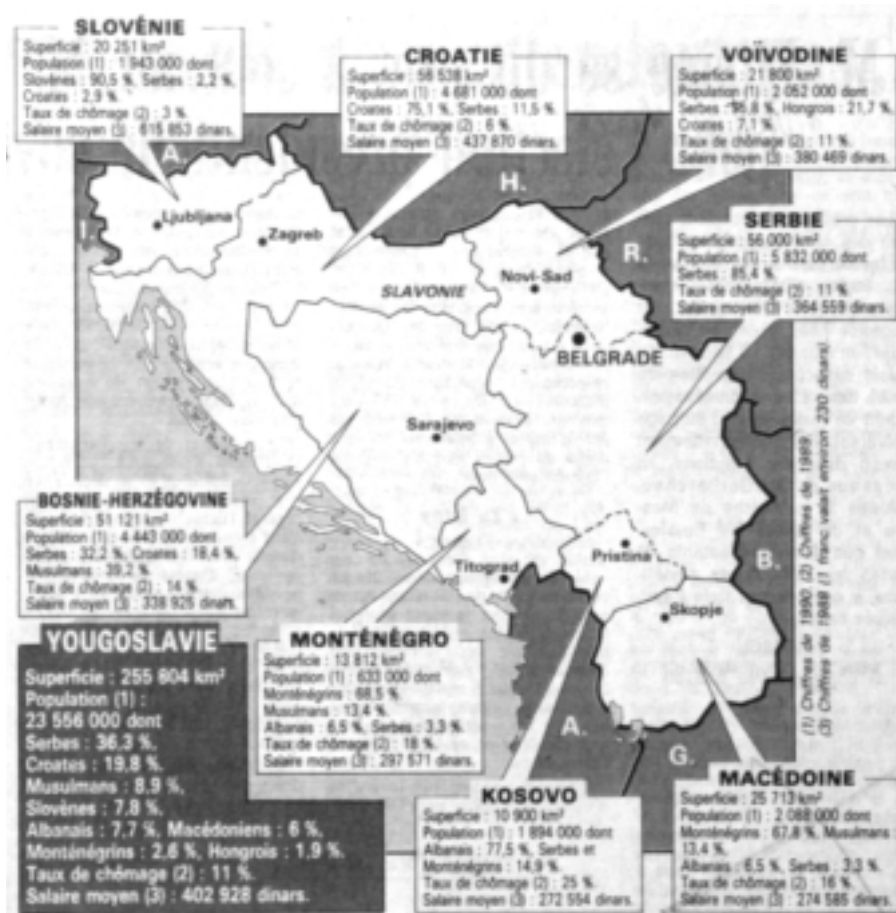 SLOVÉNIE
Superficie : 20 251 km²
Population (1) : 1 943 000 dont
Slovènes : 90,5 %, Serbes : 2,2 %,
Croates : 2,9 %.
Taux de chômage (2) : 3 %.
Salaire moyen (3) : 615 853 dinars.
CROATIE
Superficie : 56 538 km²
Population (1) : 4 681 000 dont
Croates : 75,1 %, Serbes : 11,5 %.
Taux de chômage (2) : 6 %.
Salaire moyen (3) : 437 870 dinars.
VOÏVODINE
Superficie : 21 800 km²
Population (1) : 2 052 000 dont
Serbes : %, Hongrois : 21,7 %,
Croates : 7,1 %.
Taux de chômage (2) : 11 %.
Salaire moyen (3) : 380 469 dinars.
A.
H.
I.
R.
Ljubljana
Zagreb
SLAVONIE
Novi-Sad
BELGRADE
SERBIE
Superficie : 56 000 km²
Population (1) : 5 832 000 dont
Serbes : 85,4 %.
Taux de chômage (2) : 11 %.
Salaire moyen (3) : 364 559 dinars.
Sarajevo
BOSNIE-HERZÉGOVINE
Superficie : 51 121 km²
Population (1) : 4 443 000 dont
Serbes : 32,2 %, Croates : 18,4 %,
Musulmans : 39,2 %.
Taux de chômage (2) : 14 %.
Salaire moyen (3) : 338 925 dinars.
Titograd
Pristina
Skopje
B.
A.
G.
(1) Chiffres de 1990. (2) Chiffres de 1989.
(3) Chiffres de 1988 (1 franc valait environ 230 dinars).
YOUGOSLAVIE
Superficie : 255 804 km²
Population (1) :
23 556 000 dont
Serbes : 36,3 %.
Croates : 19,8 %.
Musulmans : 8,9 %.
Slovènes : 7,8 %.
Albanais : 7,7 %, Macédoniens : 6 %.
Monténégrins : 2,6 %, Hongrois : 1,9 %.
Taux de chômage (2) : 11 %.
Salaire moyen (3) : 402 928 dinars.
MONTÉNÉGRO
Superficie : 13 812 km²
Population (1) : 633 000 dont
Monténégrins : 68,5 %.
Musulmans : 13,4 %.
Albanais : 6,5 %, Serbes : 3,3 %.
Taux de chômage (2) : 18 %.
Salaire moyen (3) : 297 571 dinars.
KOSOVO
Superficie : 10 900 km²
Population (1) : 1 894 000 dont
Albanais : 77,5 %, Serbes et
Monténégrins : 14,9 %.
Taux de chômage (2) : 25 %.
Salaire moyen (3) : 272 554 dinars.
MACÉDOINE
Superficie : 25 713 km²
Population (1) : 2 088 000 dont
Monténégrins : 67,8 %, Musulmans :
13,4 %.
Albanais : 6,5 %, Serbes : 3,3 %.
Taux de chômage (2) : 16 %.
Salaire moyen (3) : 274 585 dinars.